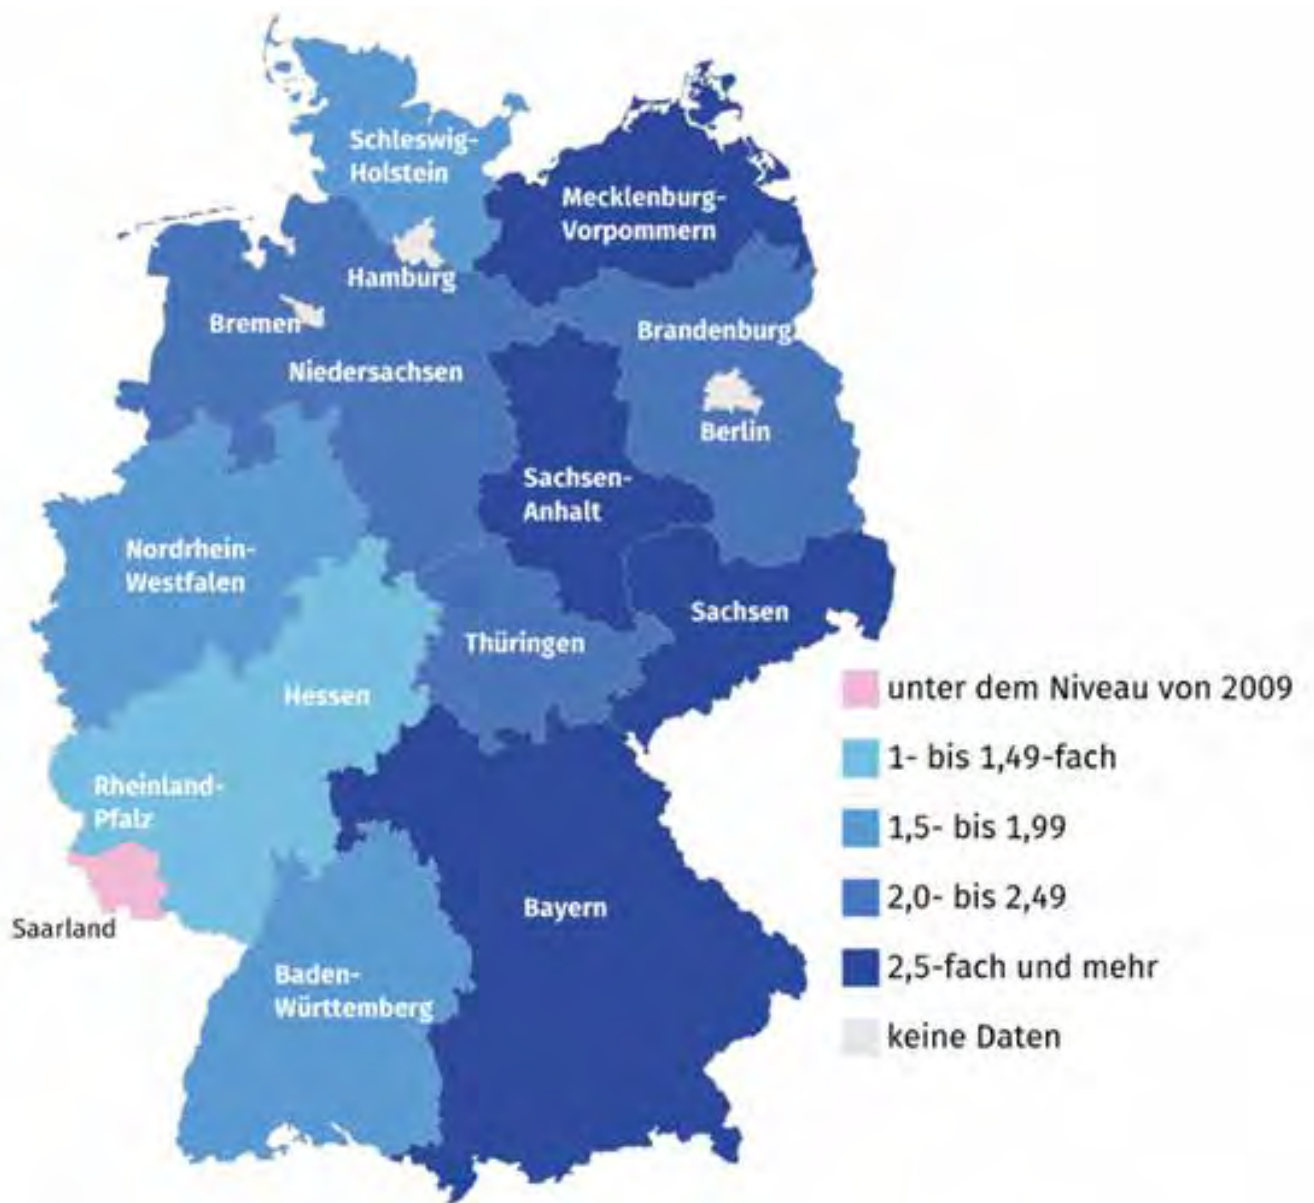 Schleswig-
Holstein
Mecklenburg-
Vorpommern
Hamburg
Bremen
Brandenburg
Niedersachsen
Berlin
Sachsen-
Anhalt
Nordrhein-
Westfalen
Sachsen
Thüringen
Hessen
Rheinland-
Pfalz
Saarland
Bayern
Baden-
Württemberg
unter dem Niveau von 2009
1- bis 1,49-fach
1,5- bis 1,99
2,0- bis 2,49
2,5-fach und mehr
keine Daten